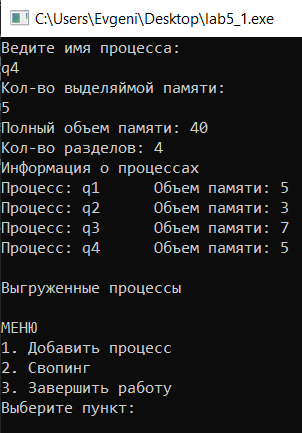 C:\Users\Evgeni\Desktop\lab5_1.exe
Ведите имя процесса:
q4
Кол-во выделяймой памяти:
5
Полный объем памяти: 40
Кол-во разделов: 4
Информация о процессах
Процесс: q1 Объем памяти: 5
Процесс: q2 Объем памяти: 3
Процесс: q3 Объем памяти: 7
Процесс: q4 Объем памяти: 5
Выгруженные процессы
МЕНЮ
1. Добавить процесс
2. Свопинг
3. Завершить работу
Выберите пункт: